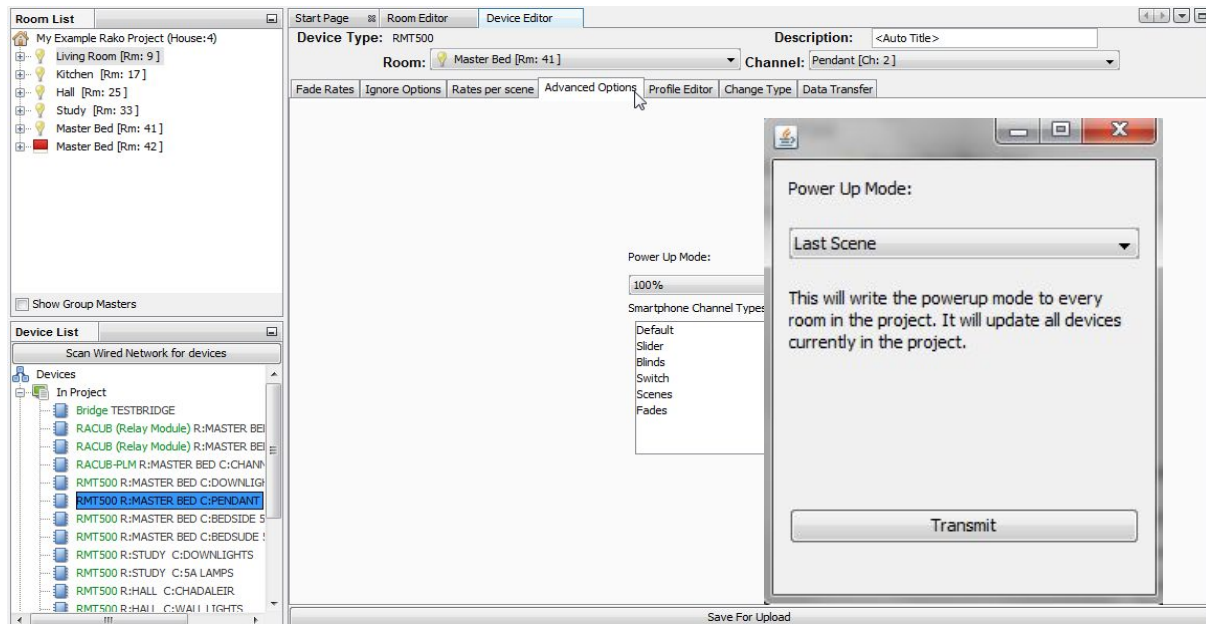 Room List
My Example Rako Project (House:4)
Living Room [Rm: 9]
Kitchen [Rm: 17]
Hall [Rm: 25]
Study [Rm: 33]
Master Bed [Rm: 41]
Master Bed [Rm: 42]
Show Group Masters
Device List
Scan Wired Network for devices
Devices
In Project
Bridge TESTBRIDGE
RACUB (Relay Module) R:MASTER BE
RACUB (Relay Module) R:MASTER BE
RACUB-PLM R:MASTER BED C:CHANN
RMT500 R:MASTER BED C:DOWNLIGH
RMT500 R:MASTER BED C:PENDANT
RMT500 R:MASTER BED C:BEDSIDE 5
RMT500 R:MASTER BED C:BEDSUDE
RMT500 R:STUDY C:DOWNLIGHTS
RMT500 R:STUDY C:5A LAMPS
RMT500 R:HALL C:CHADALEIR
RMT500 R:HALL C:WALL LIGHTS
Start Page Room Editor Device Editor
Device Type: RMT500 Description: <Auto Title>
Room: Master Bed [Rm: 41] Channel: Pendant [Ch: 2]
Fade Rates Ignore Options Rates per scene Advanced Options Profile Editor Change Type Data Transfer
Power Up Mode:
100%
Smartphone Channel Types
Default
Slider
Blinds
Switch
Scenes
Fades
Power Up Mode:
Last Scene
This will write the powerup mode to every
room in the project. It will update all devices
currently in the project.
Transmit
Save For Upload